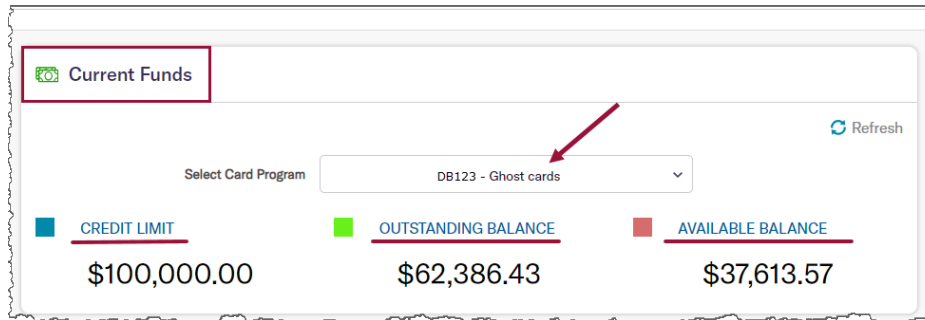 Current Funds
Refresh
Select Card Program
DB123 - Ghost cards
CREDIT LIMIT OUTSTANDING BALANCE AVAILABLE BALANCE
$100,000.00 $62,386.43 $37,613.57